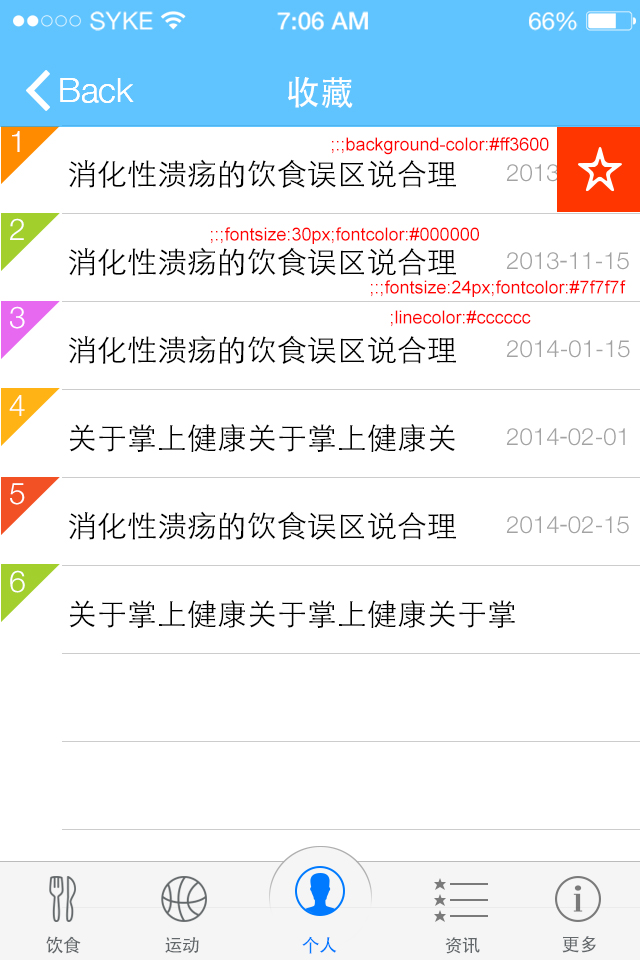 SYKE 7:06 AM 66%
Back 收藏
1
;:;background-color:#ff3600
消化性溃疡的饮食误区说合理 2013
2
;:;fontsize:30px;fontcolor:#000000
消化性溃疡的饮食误区说合理 2013-11-15
;:;fontsize:24px;fontcolor:#7f7f7f
3
;linecolor:#cccccc
消化性溃疡的饮食误区说合理 2014-01-15
4
关于掌上健康关于掌上健康关 2014-02-01
5
消化性溃疡的饮食误区说合理 2014-02-15
6
关于掌上健康关于掌上健康关于掌
饮食 运动 个人 资讯 更多